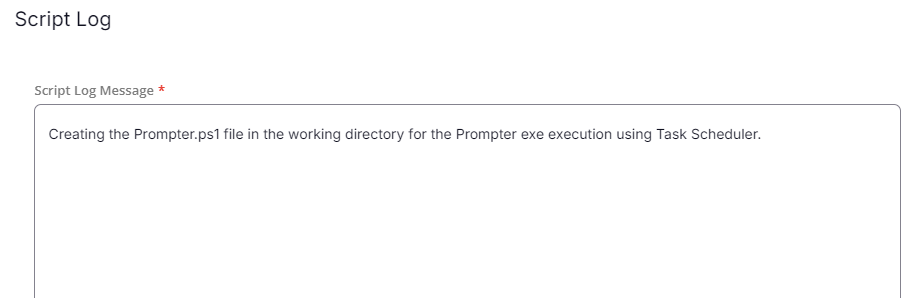 Script Log
Script Log Message *
Creating the Prompter.ps1 file in the working directory for the Prompter exe execution using Task Scheduler.